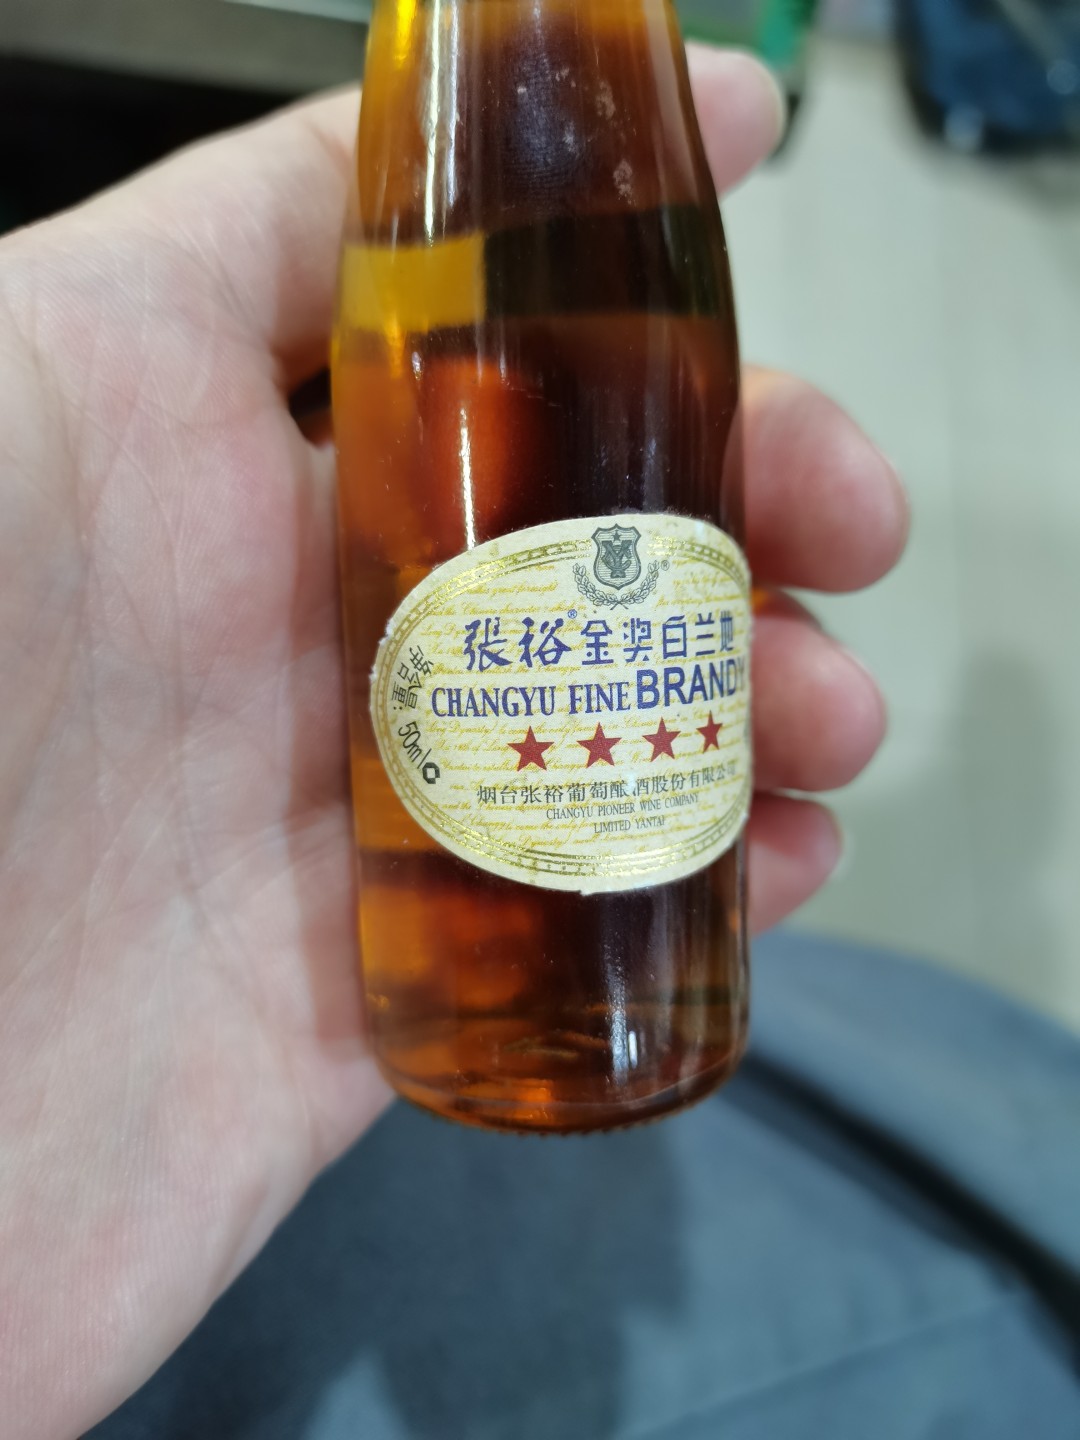 張裕®金奖白兰地
CHANGYU FINE BRANDY
净含量: 50ml
烟台张裕葡萄酿酒股份有限公司
CHANGYU PIONEER WINE COMPANY
LIMITED YANTAI